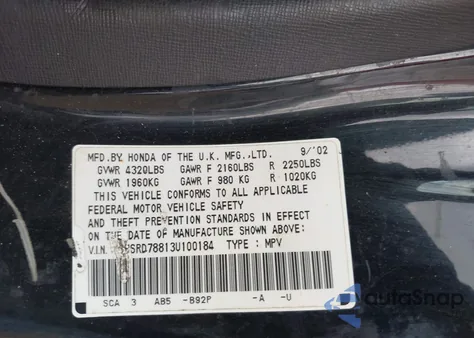 MFD.BY HONDA OF THE U.K. MFG.,LTD. 9/'02
GVWR 4320LBS GAWR F 2160LBS R 2250LBS
GVWR 1960KG GAWR F 980 KG R 1020KG
THIS VEHICLE CONFORMS TO ALL APPLICABLE
FEDERAL MOTOR VEHICLE SAFETY
AND THEFT PREVENTION STANDARDS IN EFFECT
ON THE DATE OF MANUFACTURE SHOWN ABOVE:
V.I.N. SRD78813U100184 TYPE : MPV
SCA 3 AB5 -B92P -A -U
autoSnap